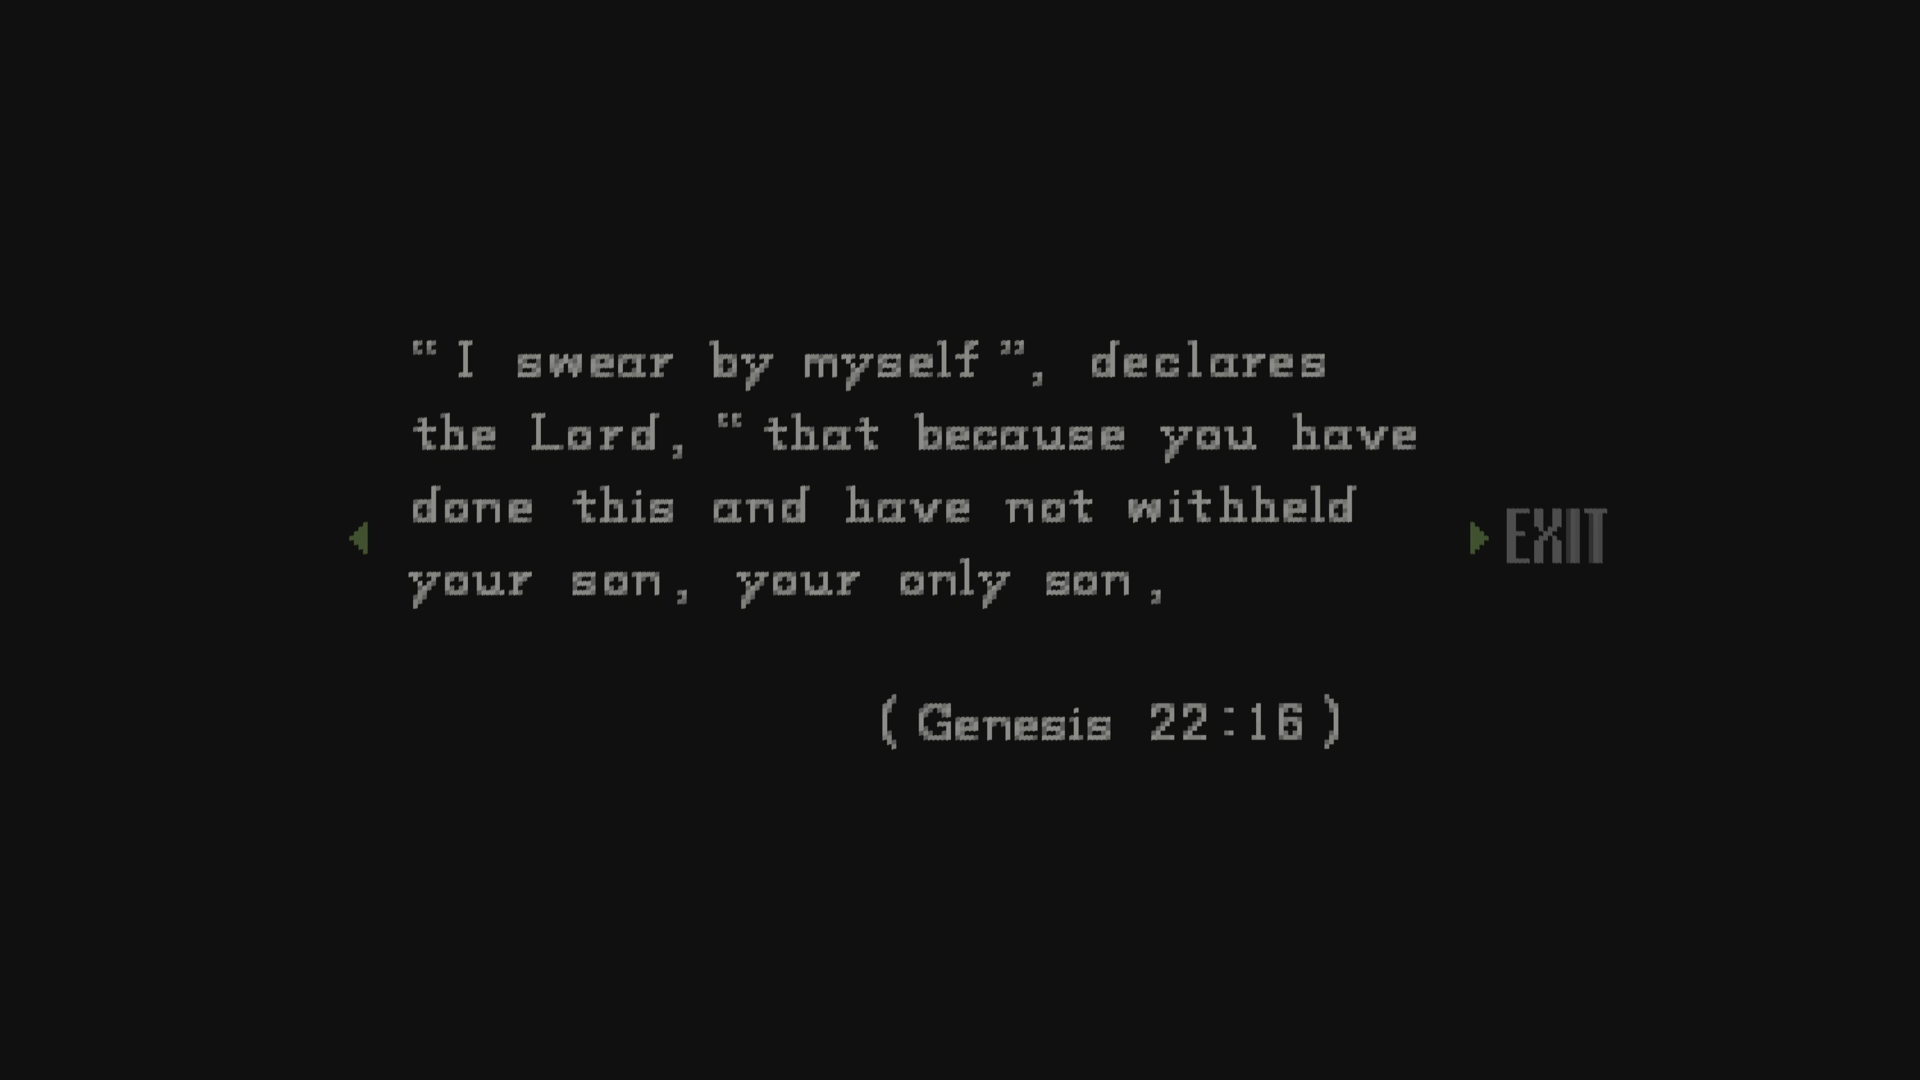 “I swear by myself”, declares
the Lord, “that because you have
done this and have not withheld
your son, your only son,
EXIT
(Genesis 22:16)